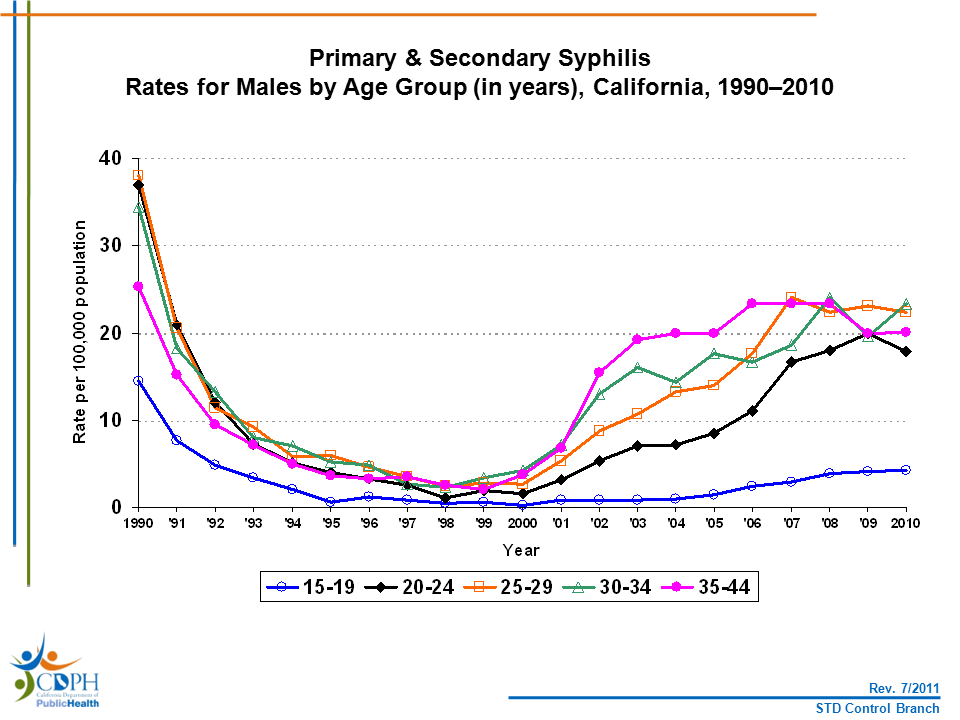 Primary & Secondary Syphilis
Rates for Males by Age Group (in years), California, 1990–2010
Rate per 100,000 population
40
30
20
10
0
1990 '91 '92 '93 '94 '95 '96 '97 '98 '99 2000 '01 '02 '03 '04 '05 '06 '07 '08 '09 2010
Year
15-19 20-24 25-29 30-34 35-44
CDPH
California Department of
PublicHealth
Rev. 7/2011
STD Control Branch